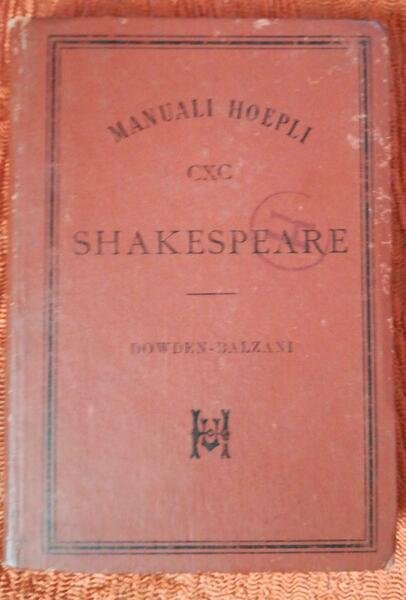 MANUALI HOEPLI
CXC
SHAKESPEARE
DOWDEN-BALZANI